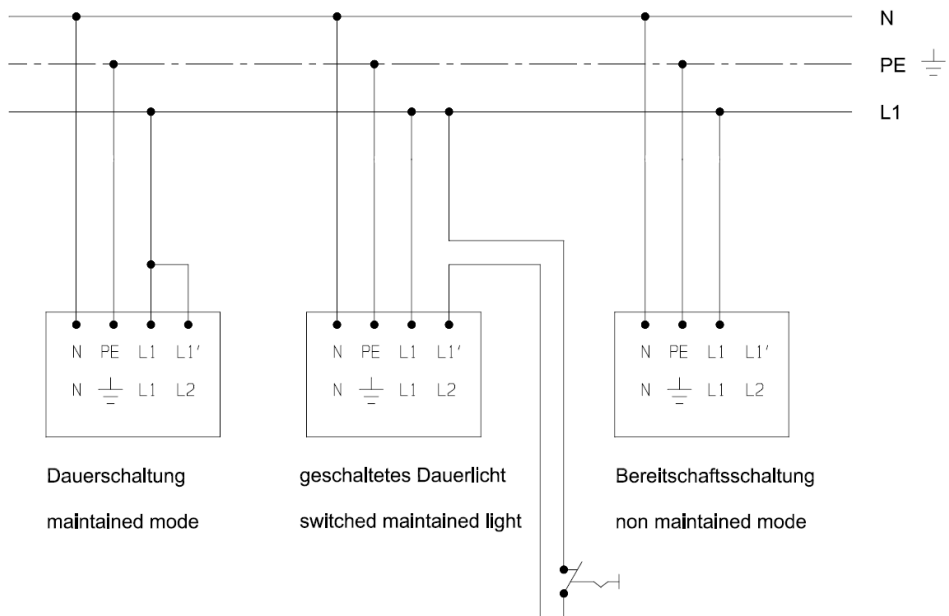 N
PE
L1
N PE L1 L1'
N L1 L2
N PE L1 L1'
N L1 L2
N PE L1 L1'
N L1 L2
Dauerschaltung
maintained mode
geschaltetes Dauerlicht
switched maintained light
Bereitschaftsschaltung
non maintained mode